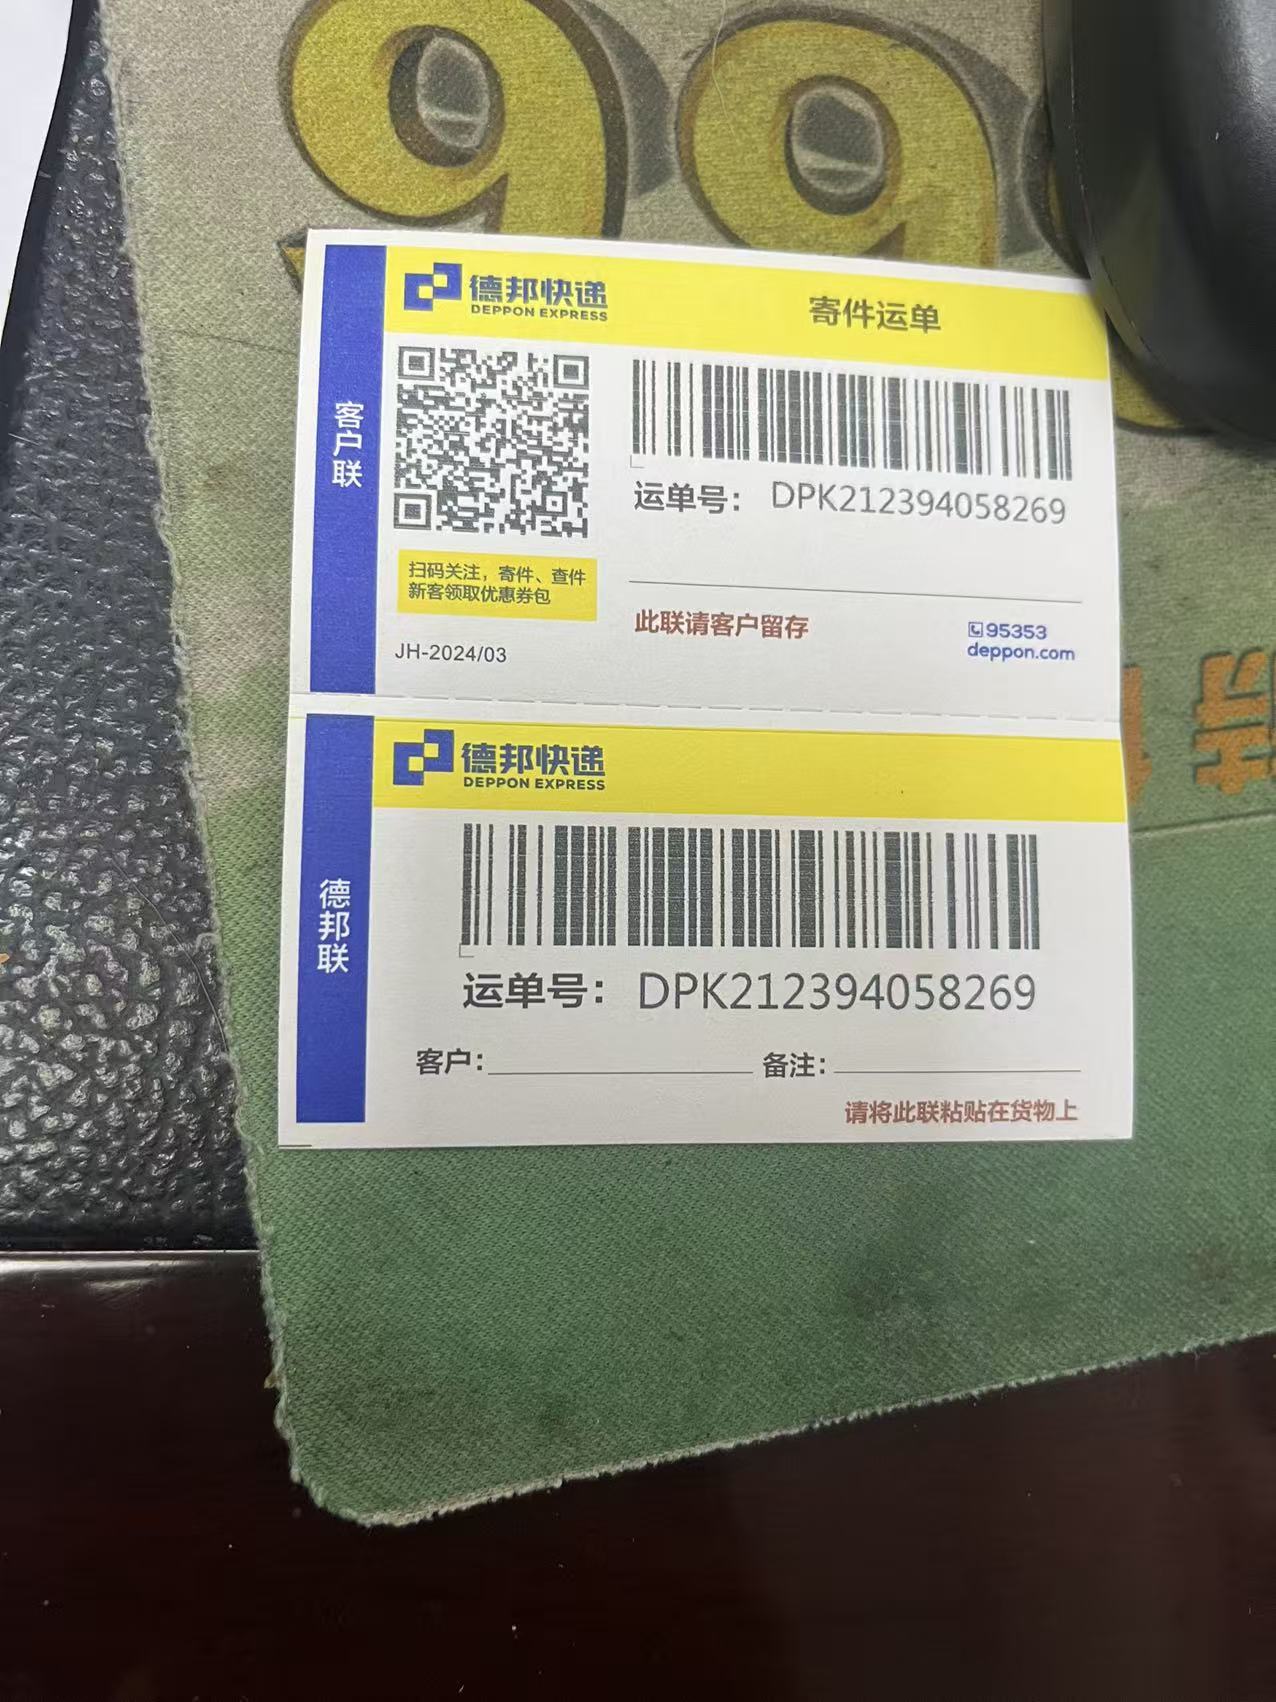 99
德邦快递
DEPPON EXPRESS
寄件运单
客户联
运单号： DPK212394058269
扫码关注，寄件、查件
新客领取优惠券包
此联请客户留存
95353
deppon.com
JH-2024/03
德邦快递
DEPPON EXPRESS
德邦联
运单号： DPK212394058269
客户： 备注：
请将此联粘贴在货物上